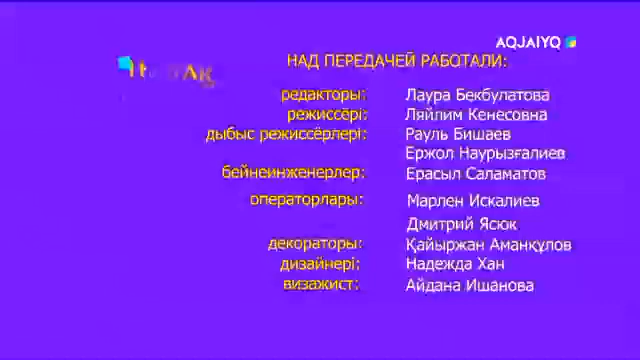 AQJAIYQ
НАД ПЕРЕДАЧЕЙ РАБОТАЛИ:
редакторы: Лаура Бекбулатова
режиссёрі: Ляйлим Кенесовна
дыбыс режиссёрлері: Рауль Бишаев
Ержол Наурызғалиев
бейнеинженерлер: Ерасыл Саламатов
операторлары: Марлен Искалиев
Дмитрий Ясюк
декораторы: Қайыржан Аманқұлов
дизайнері: Надежда Хан
визажист: Айдана Ишанова